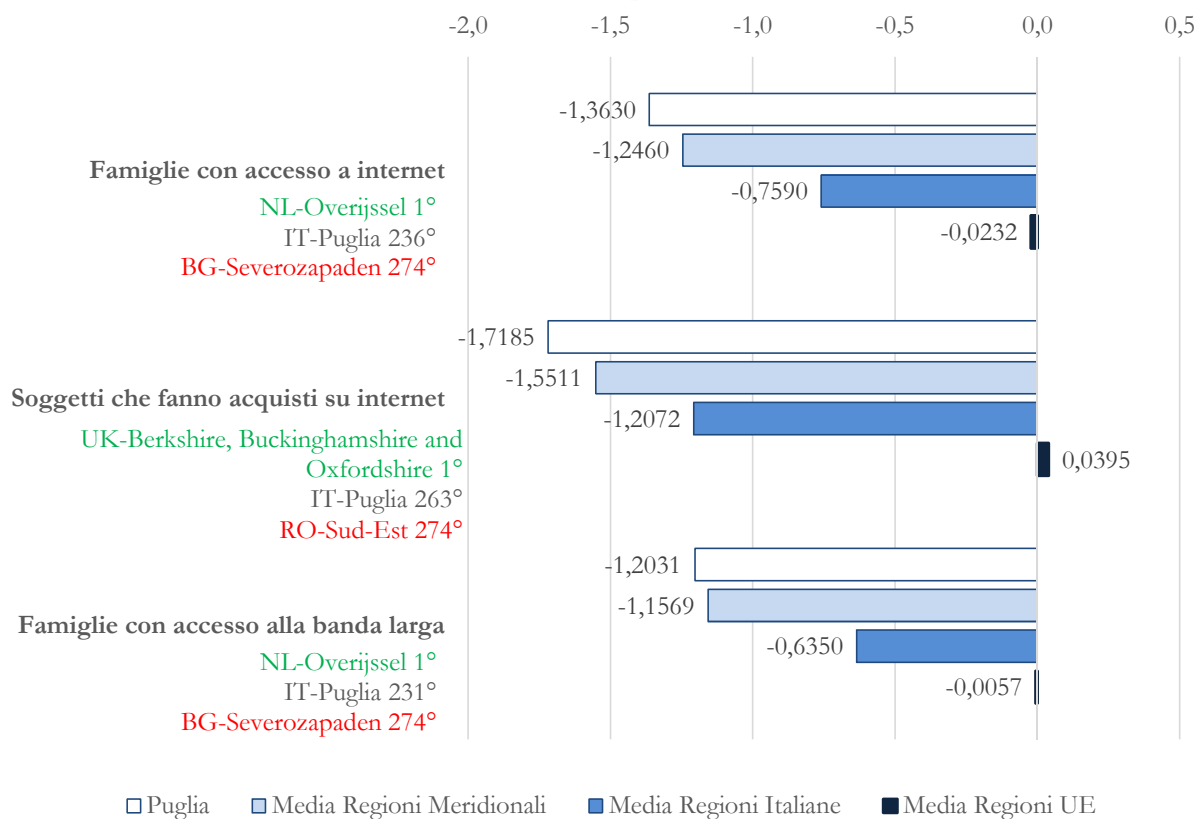 -2,0 -1,5 -1,0 -0,5 0,0 0,5
-1,3630
-1,2460
Famiglie con accesso a internet
-0,7590
NL-Overijssel 1°
-0,0232
IT-Puglia 236°
BG-Severozapaden 274°
-1,7185
-1,5511
Soggetti che fanno acquisti su internet
-1,2072
UK-Berkshire, Buckinghamshire and
Oxfordshire 1°
0,0395
IT-Puglia 263°
RO-Sud-Est 274°
-1,2031
-1,1569
Famiglie con accesso alla banda larga
-0,6350
NL-Overijssel 1°
-0,0057
IT-Puglia 231°
BG-Severozapaden 274°
Puglia Media Regioni Meridionali Media Regioni Italiane Media Regioni UE